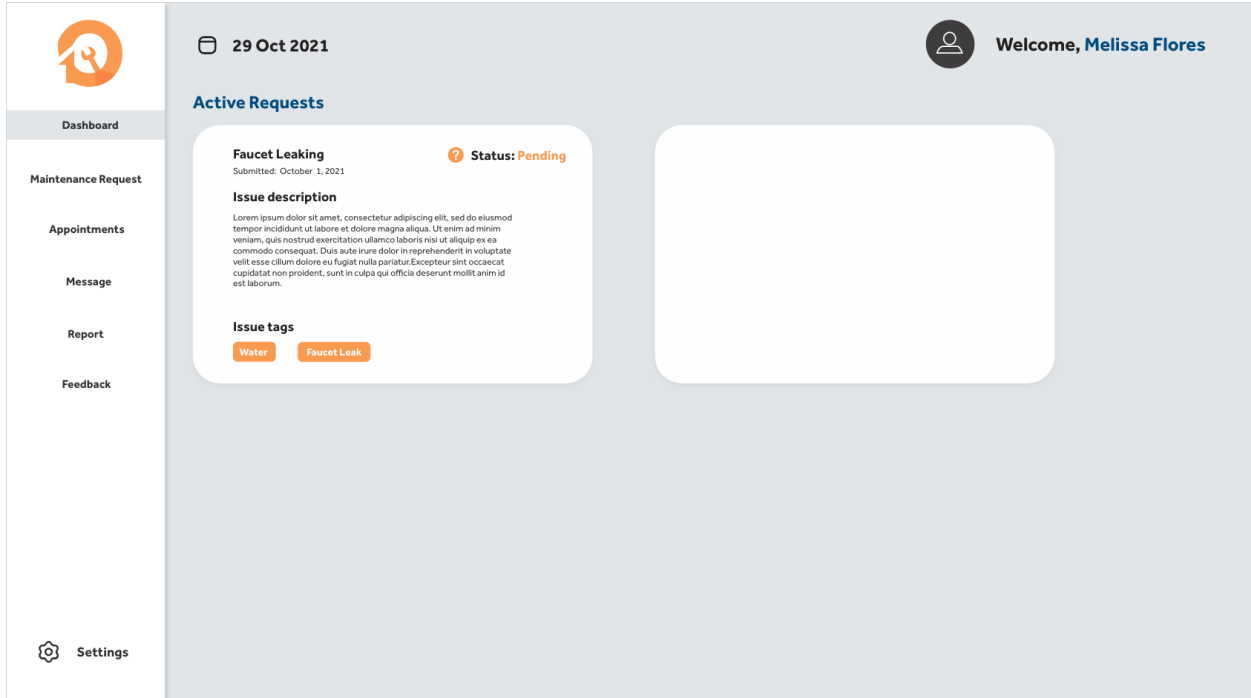 29 Oct 2021
Welcome, Melissa Flores
Dashboard
Maintenance Request
Appointments
Message
Report
Feedback
Settings
Active Requests
Faucet Leaking
? Status: Pending
Submitted: October 1, 2021
Issue description
Lorem ipsum dolor sit amet, consectetur adipiscing elit, sed do eiusmod
tempor incididunt ut labore et dolore magna aliqua. Ut enim ad minim
veniam, quis nostrud exercitation ullamco laboris nisi ut aliquip ex ea
commodo consequat. Duis aute irure dolor in reprehenderit in voluptate
velit esse cillum dolore eu fugiat nulla pariatur.Excepteur sint occaecat
cupidatat non proident, sunt in culpa qui officia deserunt mollit anim id
est laborum.
Issue tags
Water
Faucet Leak